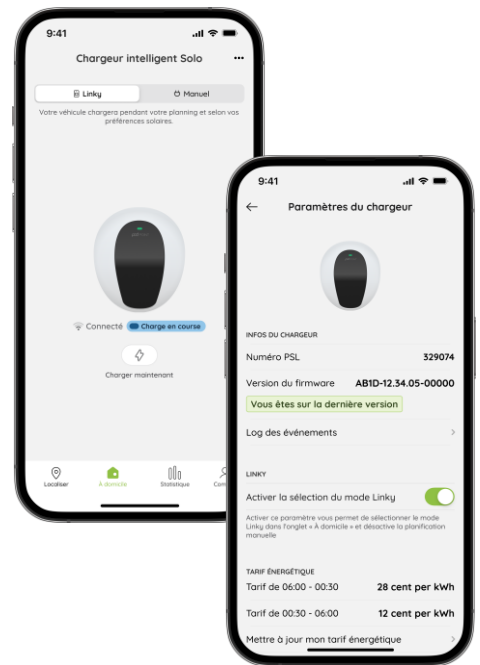 9:41
Chargeur intelligent Solo
Linky
Manuel
Votre véhicule chargera pendant votre planning et selon vos
préférences solaires.
Connecté
Charge en course
Charger maintenant
Localiser
À domicile
Statistique
Com
9:41
Paramètres du chargeur
INFOS DU CHARGEUR
Numéro PSL 329074
Version du firmware AB1D-12.34.05-00000
Vous êtes sur la dernière version
Log des événements
LINKY
Activer la sélection du mode Linky
Activer ce paramètre vous permet de sélectionner le mode
Linky dans l'onglet « À domicile » et désactive la planification
manuelle
TARIF ÉNERGÉTIQUE
Tarif de 06:00 - 00:30 28 cent per kWh
Tarif de 00:30 - 06:00 12 cent per kWh
Mettre à jour mon tarif énergétique